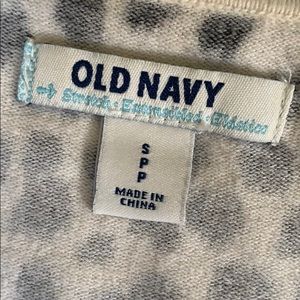 OLD NAVY
→ Stretch • Extensible • Elástico
S
P
P
MADE IN
CHINA